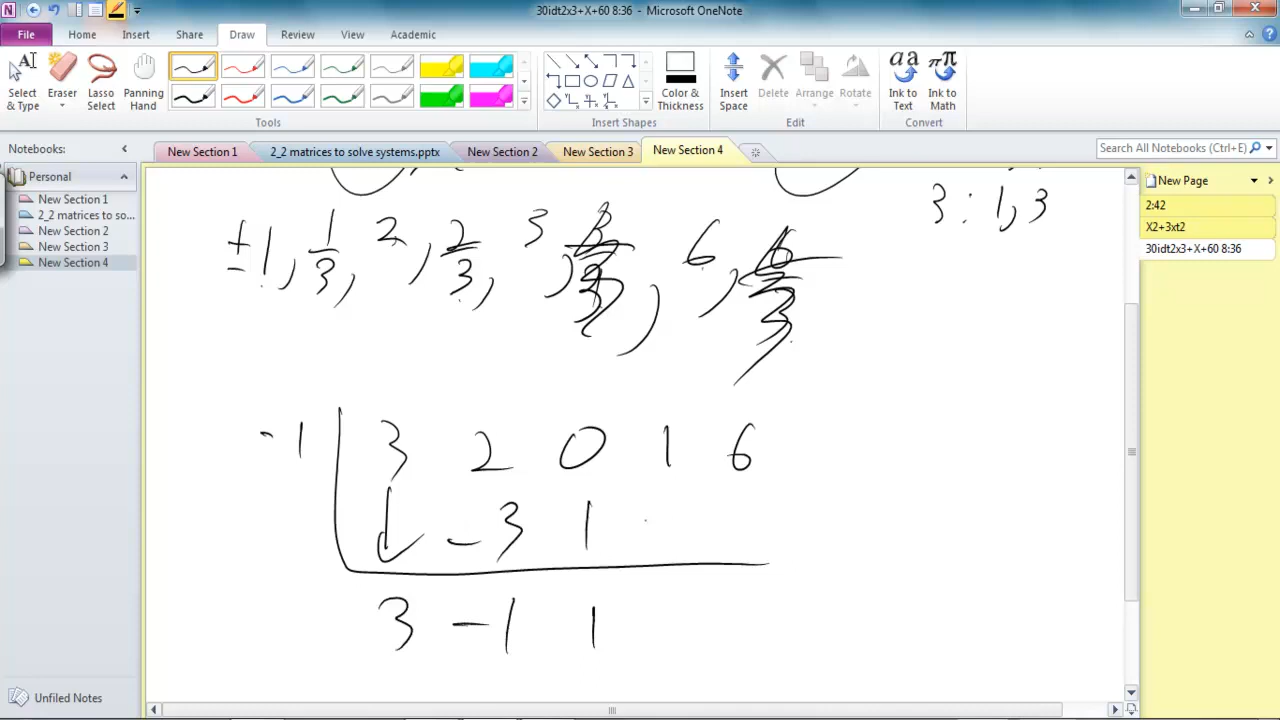 30idt2x3+X+60 8:36 - Microsoft OneNote
File Home Insert Share Draw Review View Academic
Select & Type Eraser Lasso Select Panning Hand Color & Thickness Insert Space Delete Arrange Rotate Ink to Text Ink to Math
Tools Insert Shapes Edit Convert
Notebooks: New Section 1 2_2 matrices to solve systems.pptx New Section 2 New Section 3 New Section 4 Search All Notebooks (Ctrl+E)
Personal
New Section 1
2_2 matrices to so...
New Section 2
New Section 3
New Section 4
Unfiled Notes
New Page
2:42
X2+3xt2
30idt2x3+X+60 8:36
3 : 1, 3
± 1, 1/3, 2, 2/3, 3, 3/3, 6, 6/3
-1 3 2 0 1 6
-3 1
3 -1 1